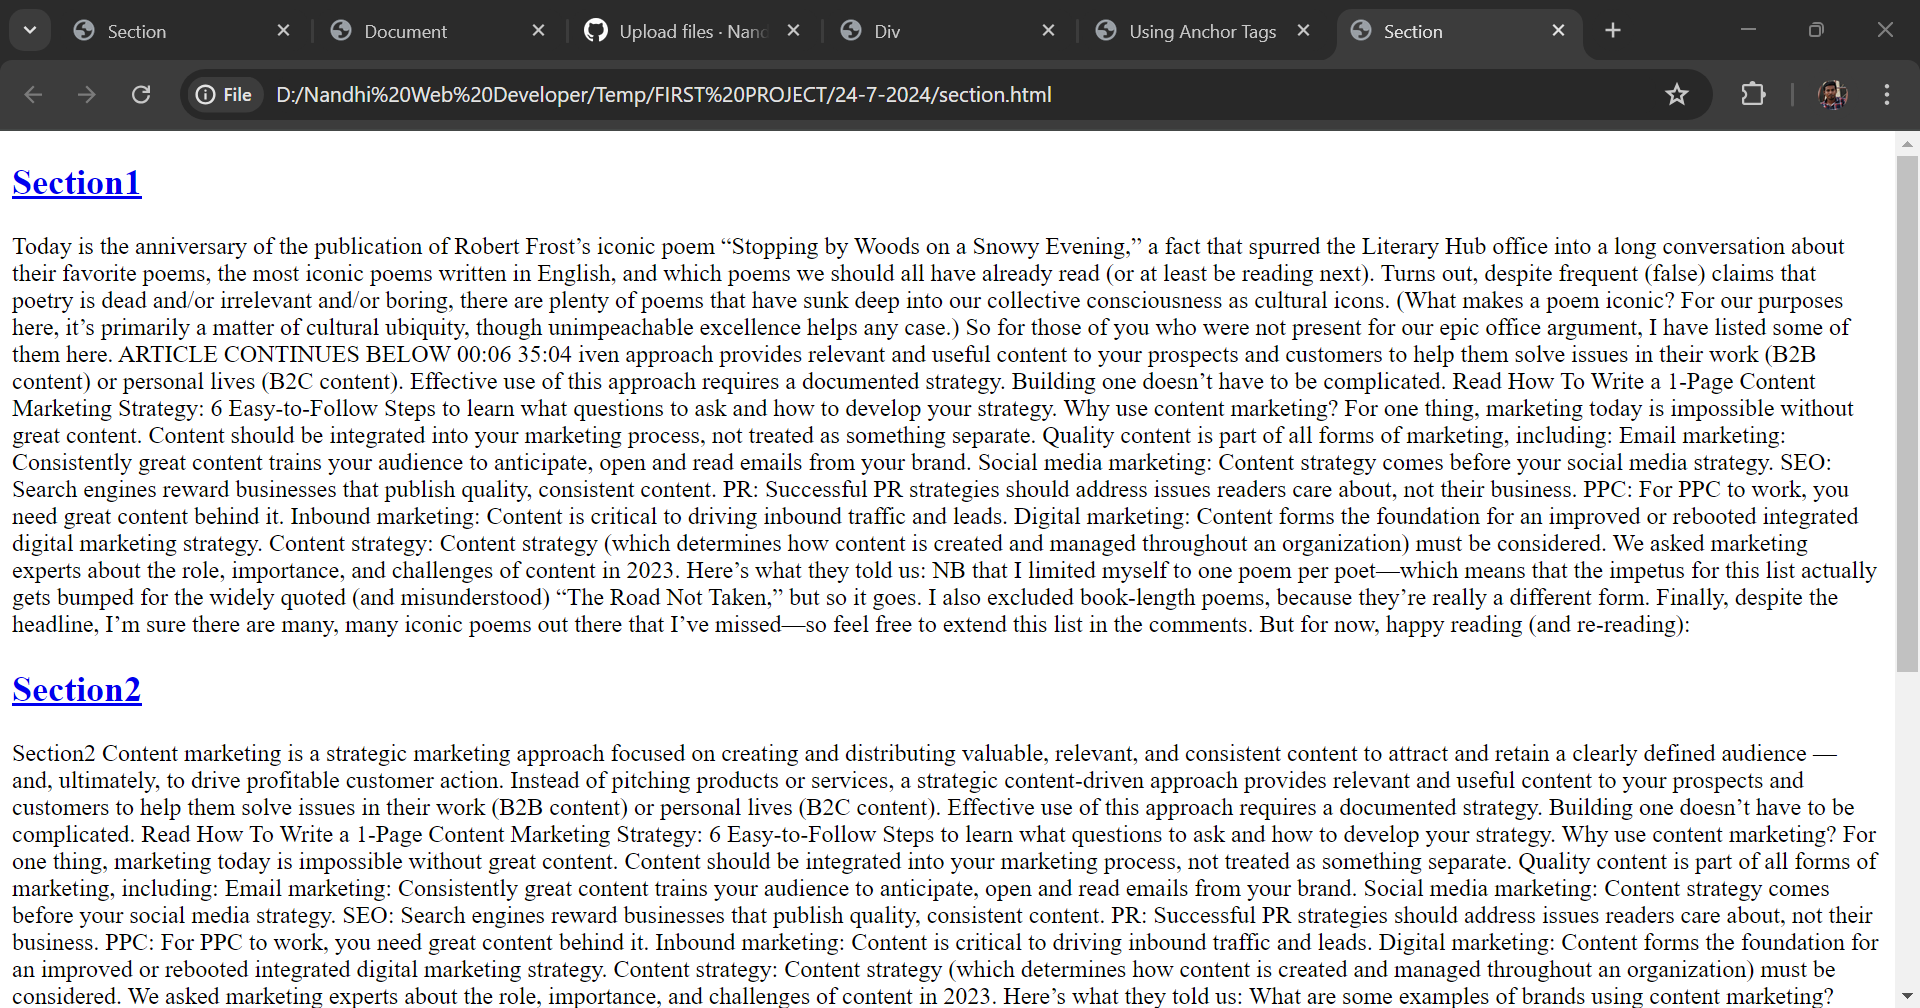 Section
Document
Upload files · Nand
Div
Using Anchor Tags
Section
File
D:/Nandhi%20Web%20Developer/Temp/FIRST%20PROJECT/24-7-2024/section.html
Section1
Today is the anniversary of the publication of Robert Frost’s iconic poem “Stopping by Woods on a Snowy Evening,” a fact that spurred the Literary Hub office into a long conversation about
their favorite poems, the most iconic poems written in English, and which poems we should all have already read (or at least be reading next). Turns out, despite frequent (false) claims that
poetry is dead and/or irrelevant and/or boring, there are plenty of poems that have sunk deep into our collective consciousness as cultural icons. (What makes a poem iconic? For our purposes
here, it’s primarily a matter of cultural ubiquity, though unimpeachable excellence helps any case.) So for those of you who were not present for our epic office argument, I have listed some of
them here. ARTICLE CONTINUES BELOW 00:06 35:04 iven approach provides relevant and useful content to your prospects and customers to help them solve issues in their work (B2B
content) or personal lives (B2C content). Effective use of this approach requires a documented strategy. Building one doesn’t have to be complicated. Read How To Write a 1-Page Content
Marketing Strategy: 6 Easy-to-Follow Steps to learn what questions to ask and how to develop your strategy. Why use content marketing? For one thing, marketing today is impossible without
great content. Content should be integrated into your marketing process, not treated as something separate. Quality content is part of all forms of marketing, including: Email marketing:
Consistently great content trains your audience to anticipate, open and read emails from your brand. Social media marketing: Content strategy comes before your social media strategy. SEO:
Search engines reward businesses that publish quality, consistent content. PR: Successful PR strategies should address issues readers care about, not their business. PPC: For PPC to work, you
need great content behind it. Inbound marketing: Content is critical to driving inbound traffic and leads. Digital marketing: Content forms the foundation for an improved or rebooted integrated
digital marketing strategy. Content strategy: Content strategy (which determines how content is created and managed throughout an organization) must be considered. We asked marketing
experts about the role, importance, and challenges of content in 2023. Here’s what they told us: NB that I limited myself to one poem per poet—which means that the impetus for this list actually
gets bumped for the widely quoted (and misunderstood) “The Road Not Taken,” but so it goes. I also excluded book-length poems, because they’re really a different form. Finally, despite the
headline, I’m sure there are many, many iconic poems out there that I’ve missed—so feel free to extend this list in the comments. But for now, happy reading (and re-reading):
Section2
Section2 Content marketing is a strategic marketing approach focused on creating and distributing valuable, relevant, and consistent content to attract and retain a clearly defined audience —
and, ultimately, to drive profitable customer action. Instead of pitching products or services, a strategic content-driven approach provides relevant and useful content to your prospects and
customers to help them solve issues in their work (B2B content) or personal lives (B2C content). Effective use of this approach requires a documented strategy. Building one doesn’t have to be
complicated. Read How To Write a 1-Page Content Marketing Strategy: 6 Easy-to-Follow Steps to learn what questions to ask and how to develop your strategy. Why use content marketing? For
one thing, marketing today is impossible without great content. Content should be integrated into your marketing process, not treated as something separate. Quality content is part of all forms of
marketing, including: Email marketing: Consistently great content trains your audience to anticipate, open and read emails from your brand. Social media marketing: Content strategy comes
before your social media strategy. SEO: Search engines reward businesses that publish quality, consistent content. PR: Successful PR strategies should address issues readers care about, not their
business. PPC: For PPC to work, you need great content behind it. Inbound marketing: Content is critical to driving inbound traffic and leads. Digital marketing: Content forms the foundation for
an improved or rebooted integrated digital marketing strategy. Content strategy: Content strategy (which determines how content is created and managed throughout an organization) must be
considered. We asked marketing experts about the role, importance, and challenges of content in 2023. Here’s what they told us: What are some examples of brands using content marketing?